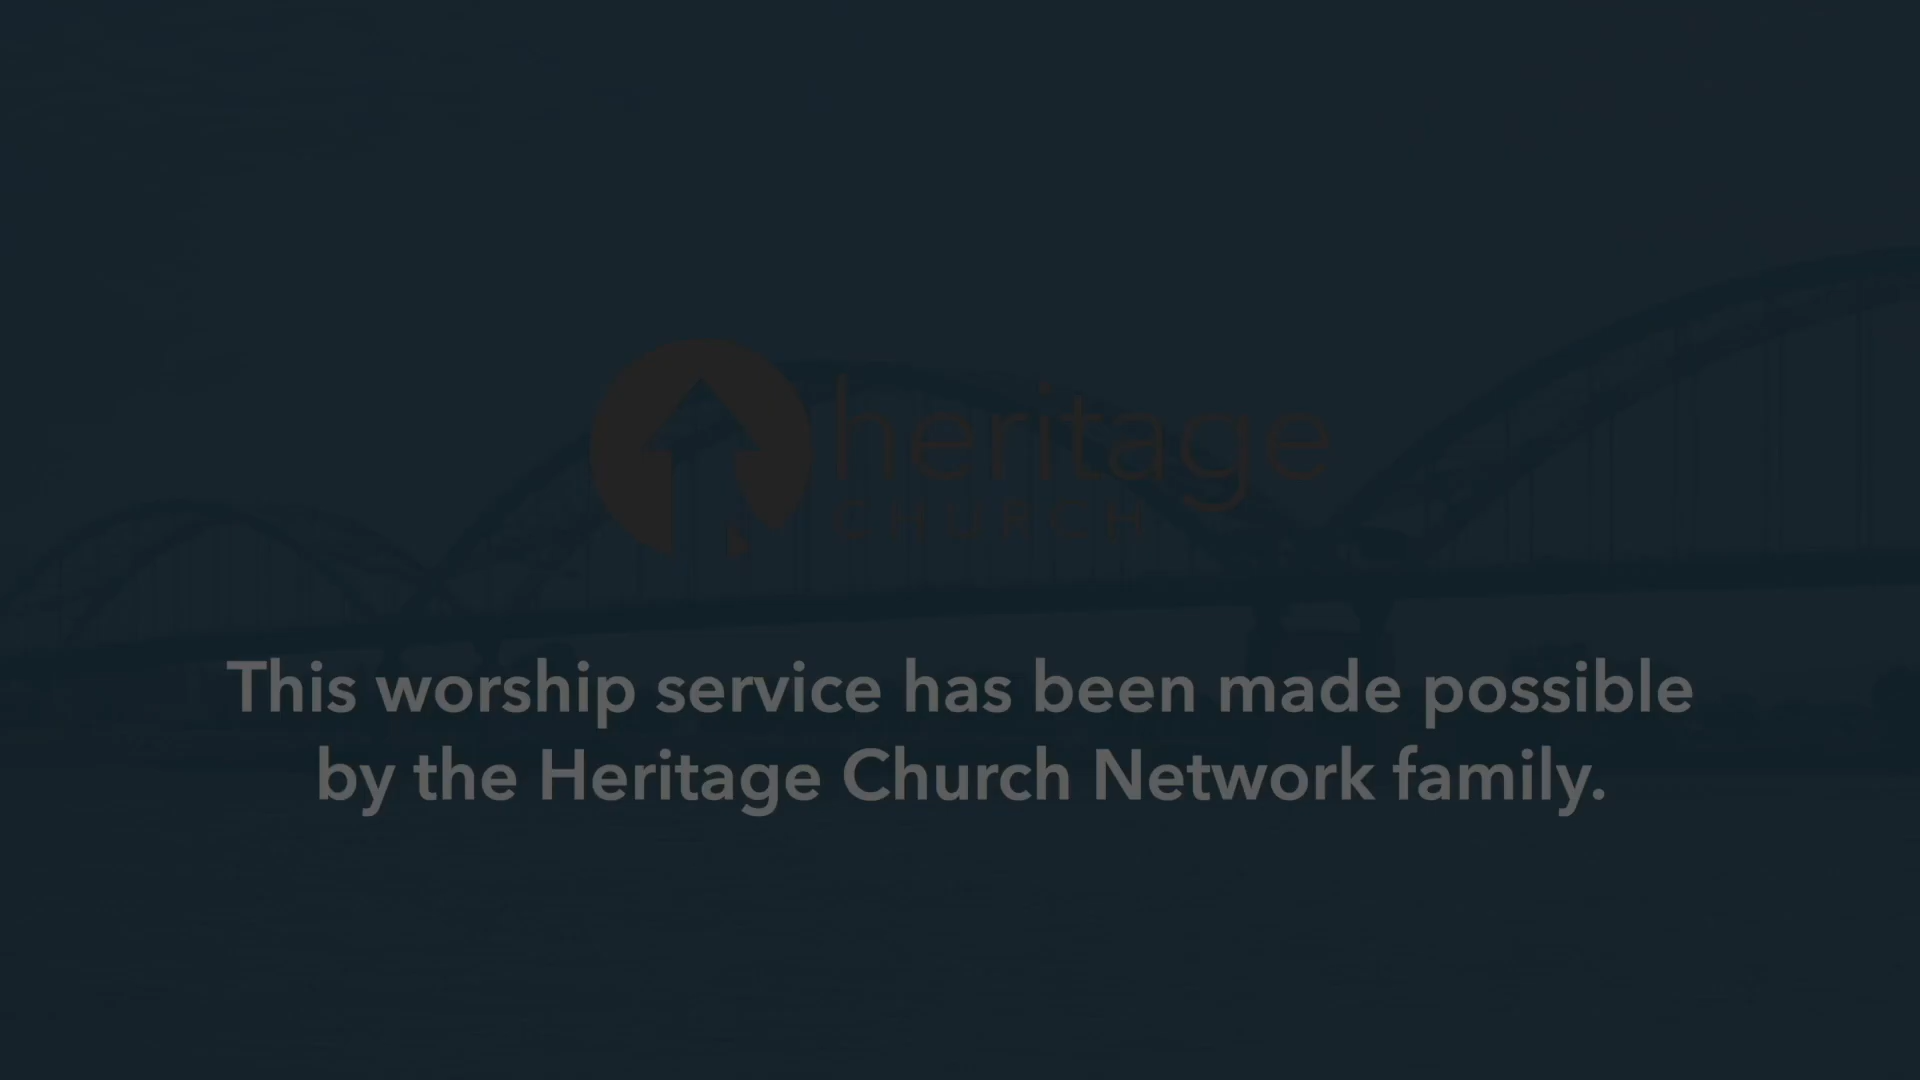 heritage
CHURCH
This worship service has been made possible
by the Heritage Church Network family.